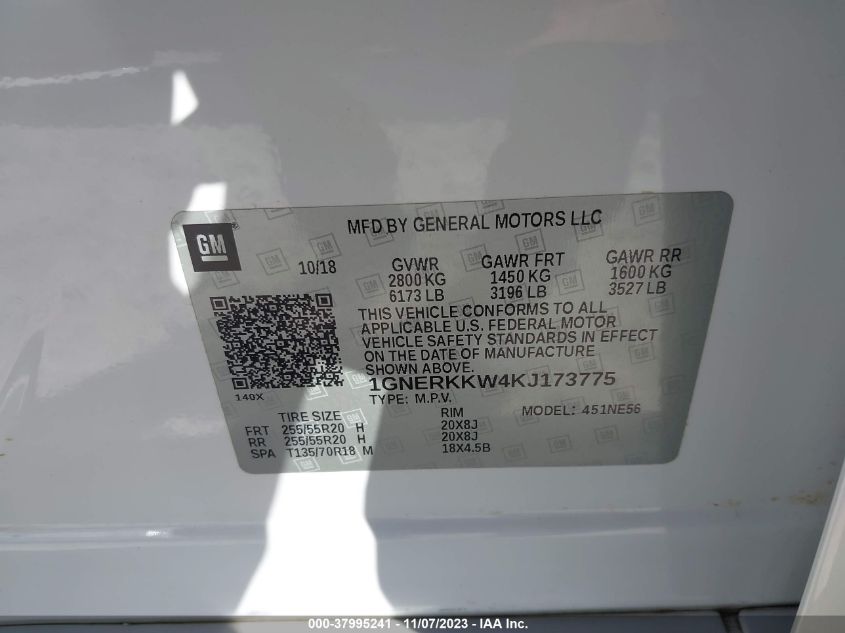 MFD BY GENERAL MOTORS LLC
GM
10/18
GVWR
2800 KG
6173 LB
GAWR FRT
1450 KG
3196 LB
GAWR RR
1600 KG
3527 LB
THIS VEHICLE CONFORMS TO ALL
APPLICABLE U.S. FEDERAL MOTOR
VEHICLE SAFETY STANDARDS IN EFFECT
ON THE DATE OF MANUFACTURE
SHOWN ABOVE.
140X
1GNERKKW4KJ173775
TYPE: M.P.V. MODEL: 451NE56
TIRE SIZE RIM
FRT 255/55R20 H 20X8J
RR 255/55R20 H 20X8J
SPA T135/70R18 M 18X4.5B
000-37995241 - 11/07/2023 - IAA Inc.